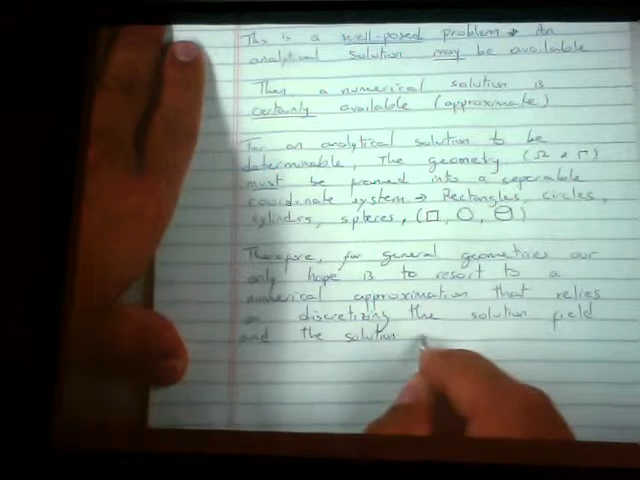 This is a well-posed problem → An
analytical solution may be available
Then a numerical solution is
certainly available (approximate)
For an analytical solution to be
determinable, the geometry (Ω & Γ)
must be framed into a seperable
coordinate system → Rectangles, circles,
cylindrs, spheres, (
Therefore, for general geometries our
only hope is to resort to a
numerical approximation that relies
on discretizing the solution field
and the solution